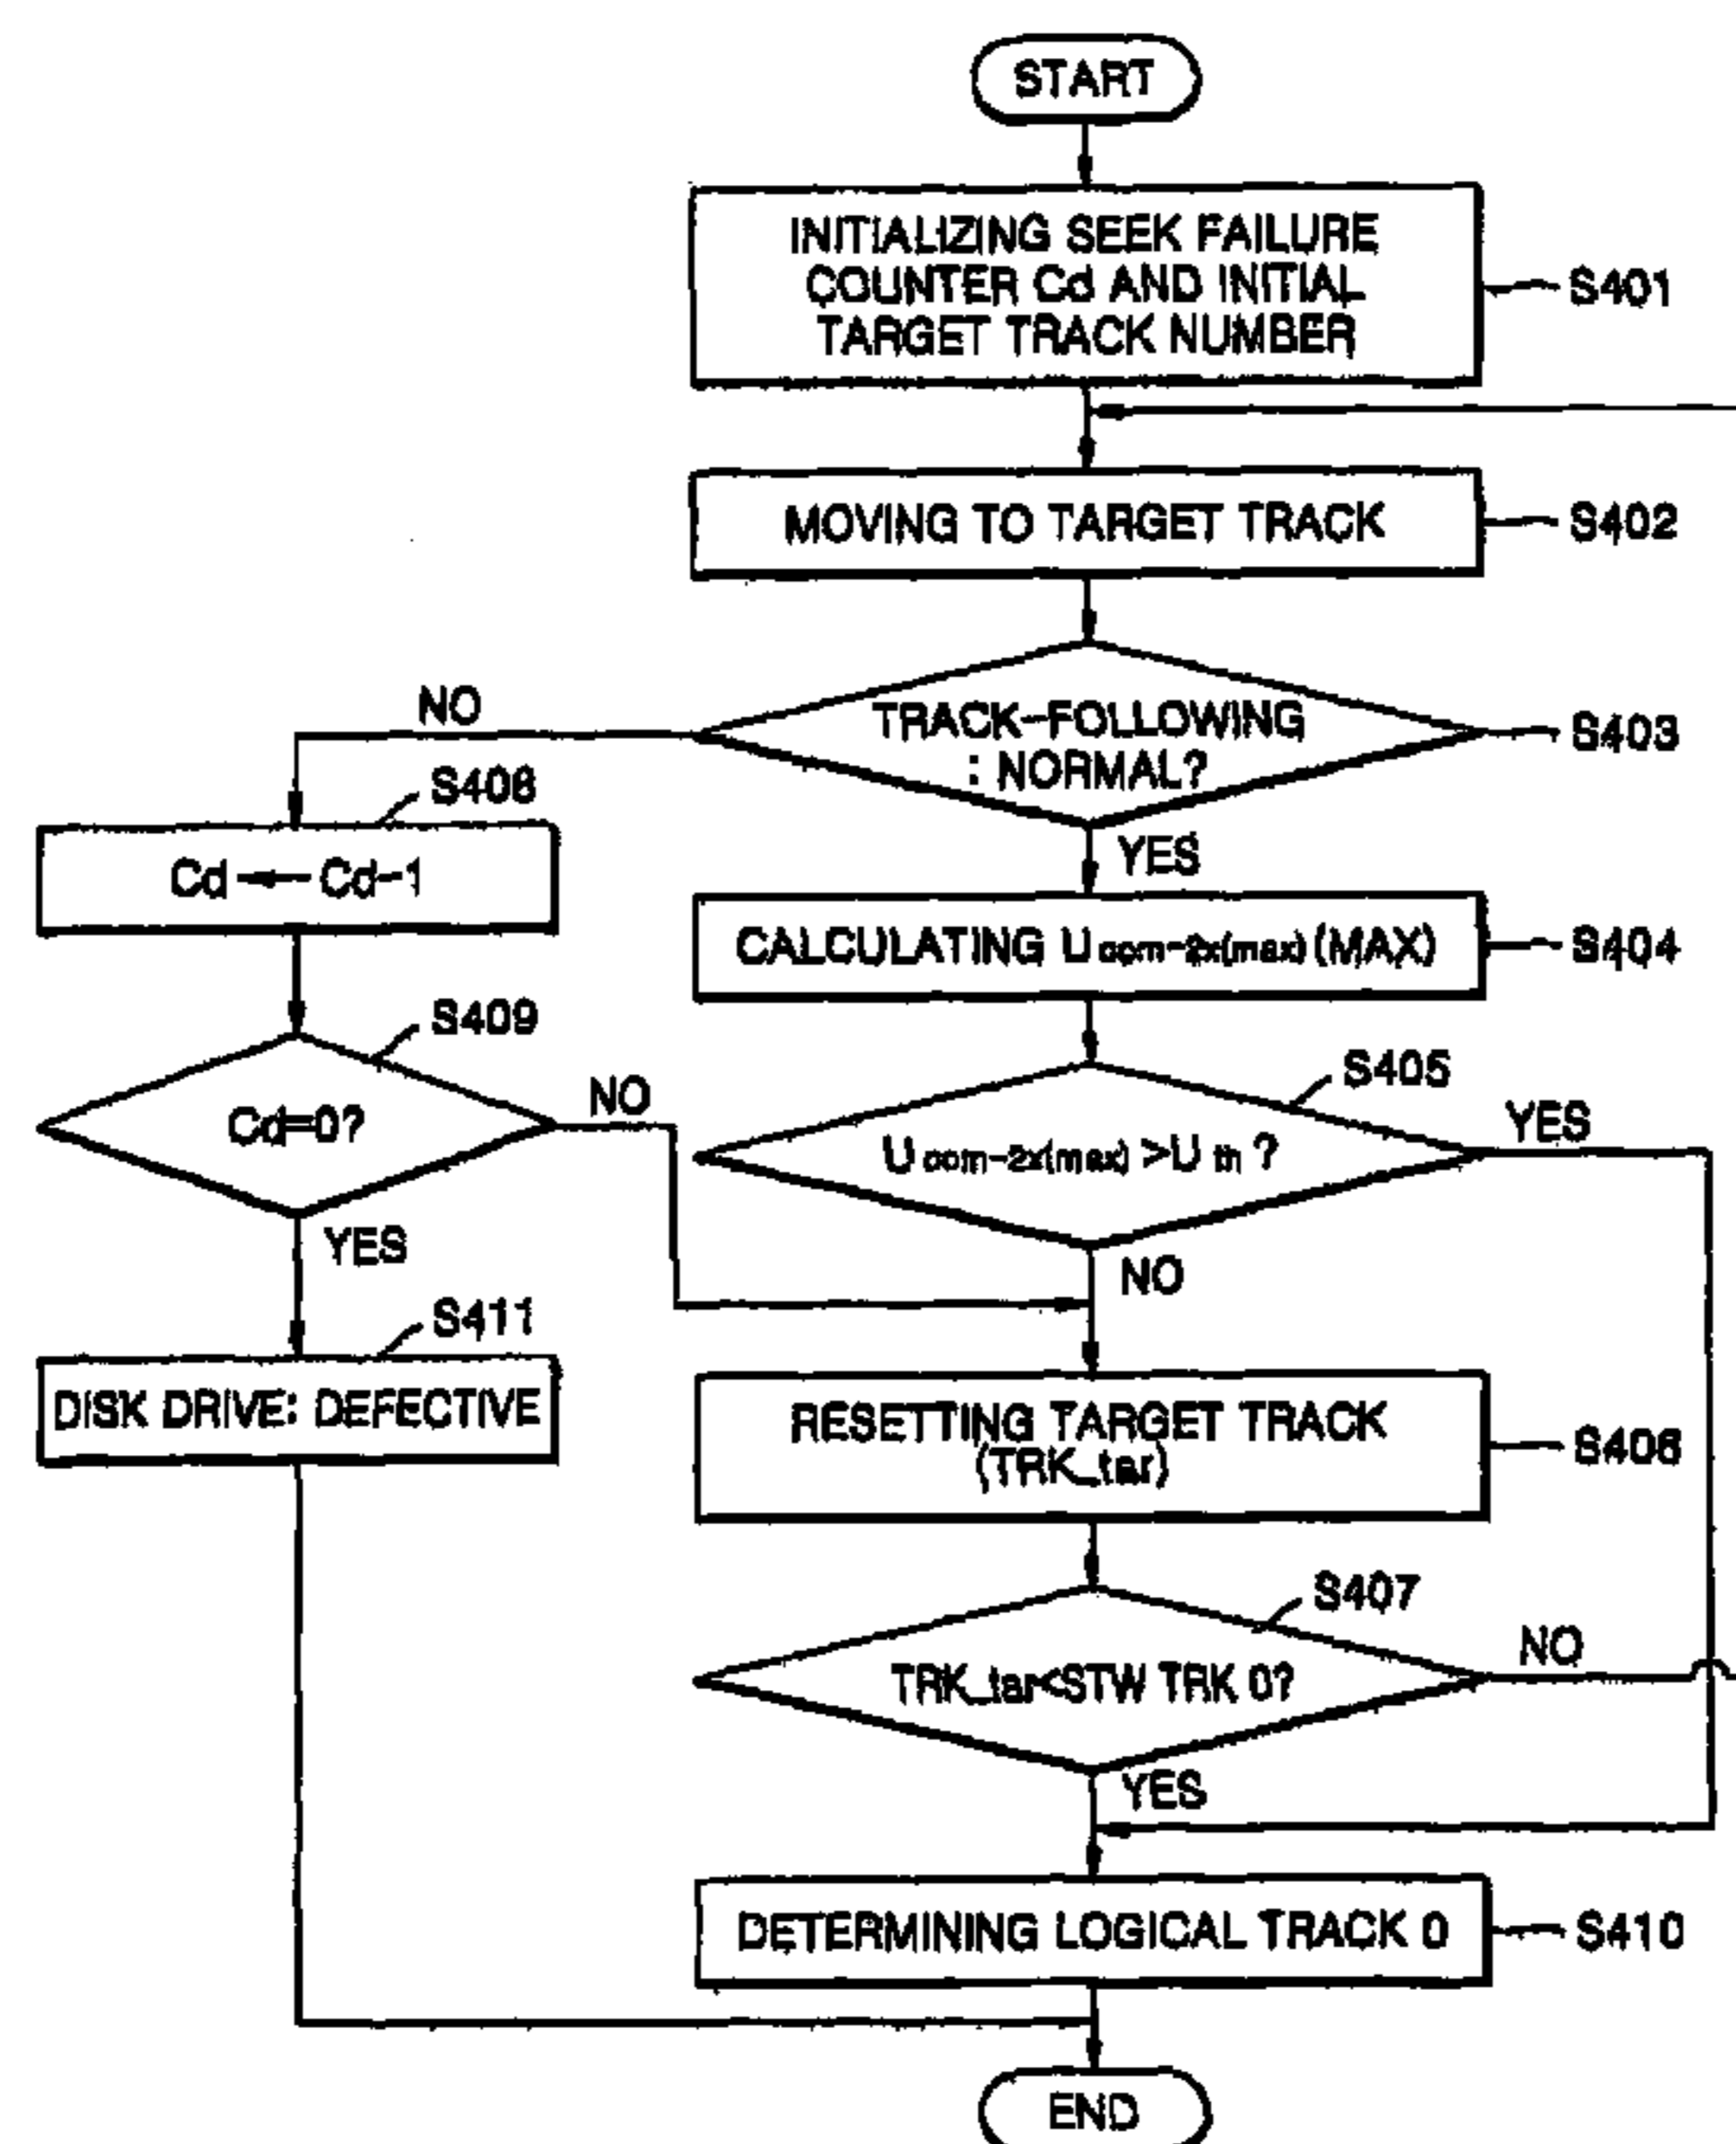 START
INITIALIZING SEEK FAILURE
COUNTER Cd AND INITIAL
TARGET TRACK NUMBER
S401
MOVING TO TARGET TRACK
S402
TRACK-FOLLOWING
: NORMAL?
S403
NO
YES
S408
Cd ← Cd-1
CALCULATING U com-2x(max) (MAX)
S404
S409
Cd=0?
NO
YES
S405
U com-2x(max) >U th ?
YES
NO
S411
DISK DRIVE: DEFECTIVE
RESETTING TARGET TRACK
(TRK_tar)
S406
S407
TRK_tar<STW TRK 0?
NO
YES
DETERMINING LOGICAL TRACK 0
S410
END